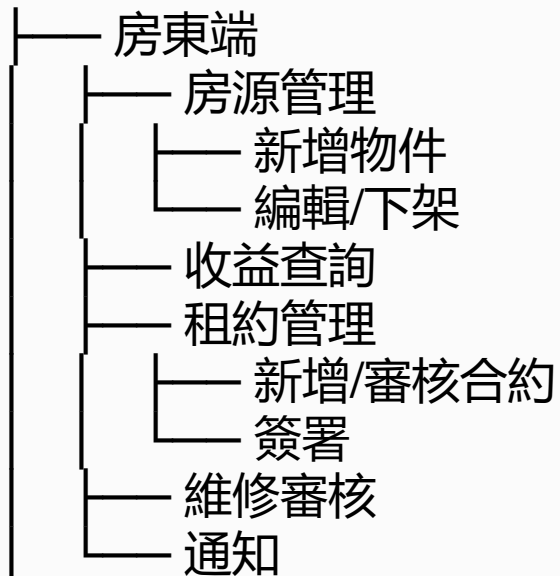 ├── 房東端
│   ├── 房源管理
│   │   ├── 新增物件
│   │   └── 編輯/下架
│   ├── 收益查詢
│   ├── 租約管理
│   │   ├── 新增/審核合約
│   │   └── 簽署
│   ├── 維修審核
│   └── 通知